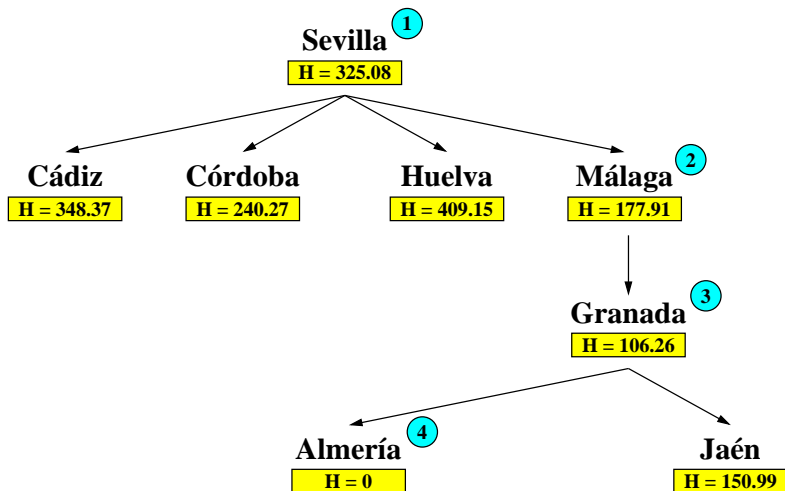 1
Sevilla
H = 325.08
2
Cádiz
Córdoba
Huelva
Málaga
H = 348.37
H = 240.27
H = 409.15
H = 177.91
3
Granada
H = 106.26
4
Almería
Jaén
H = 0
H = 150.99